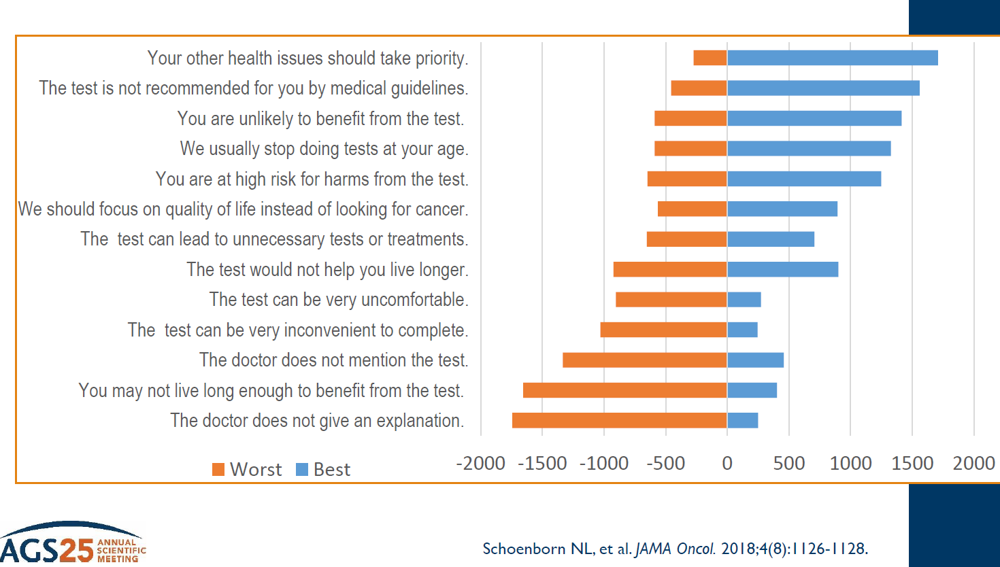 Your other health issues should take priority.
The test is not recommended for you by medical guidelines.
You are unlikely to benefit from the test.
We usually stop doing tests at your age.
You are at high risk for harms from the test.
We should focus on quality of life instead of looking for cancer.
The  test can lead to unnecessary tests or treatments.
The test would not help you live longer.
The test can be very uncomfortable.
The  test can be very inconvenient to complete.
The doctor does not mention the test.
You may not live long enough to benefit from the test.
The doctor does not give an explanation.
Worst Best
-2000 -1500 -1000 -500 0 500 1000 1500 2000
AGS25 ANNUAL
SCIENTIFIC
MEETING
Schoenborn NL, et al. JAMA Oncol. 2018;4(8):1126-1128.